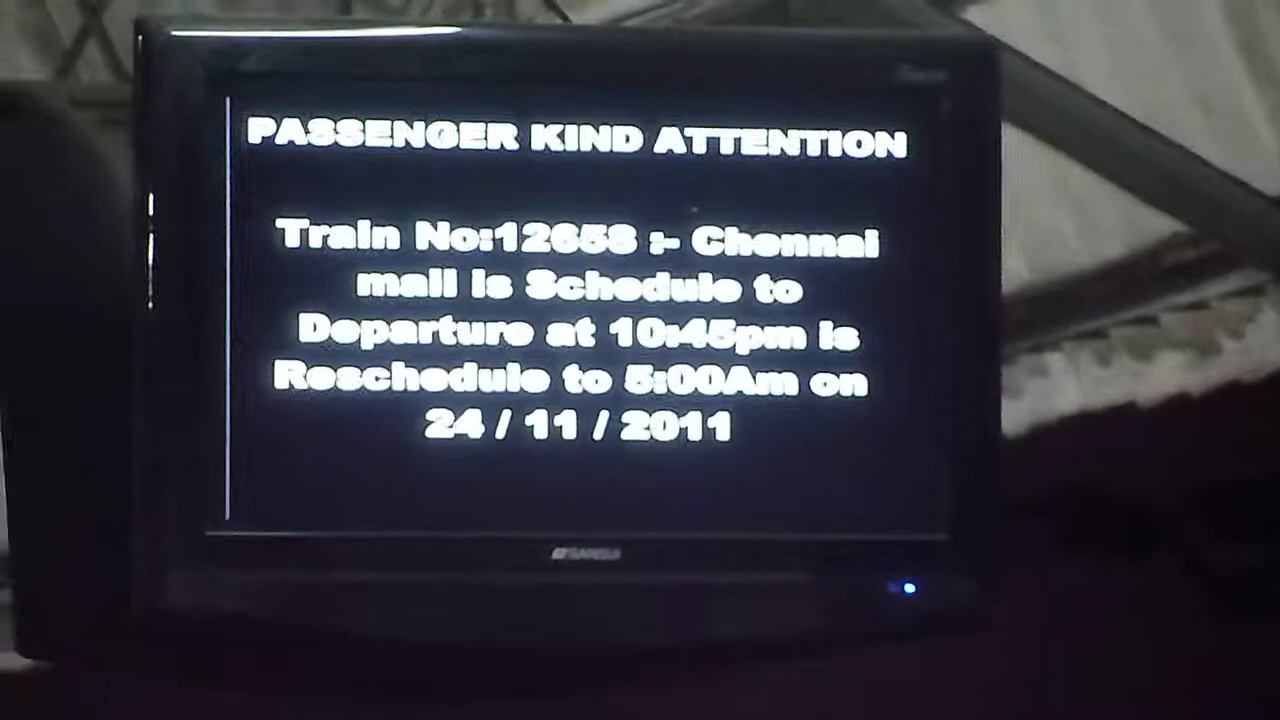 PASSENGER KIND ATTENTION
Train No:12658 :- Chennai
mail is Schedule to
Departure at 10:45pm is
Reschedule to 5:00Am on
24 / 11 / 2011
SANSUI